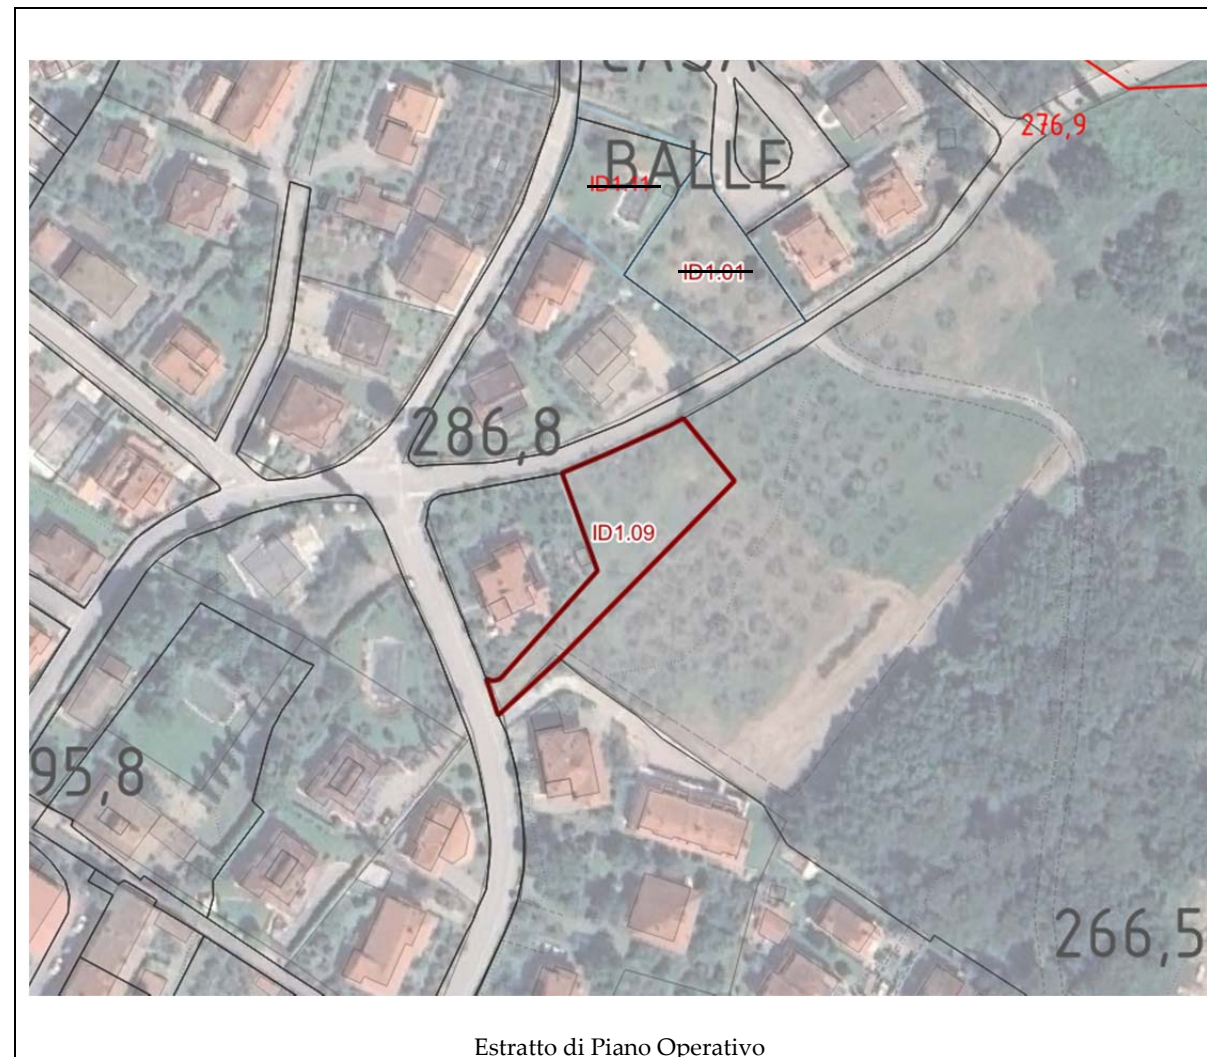 CASA
276,9
BALLE
ID1.11
ID1.01
286,8
ID1.09
95,8
266,5
Estratto di Piano Operativo